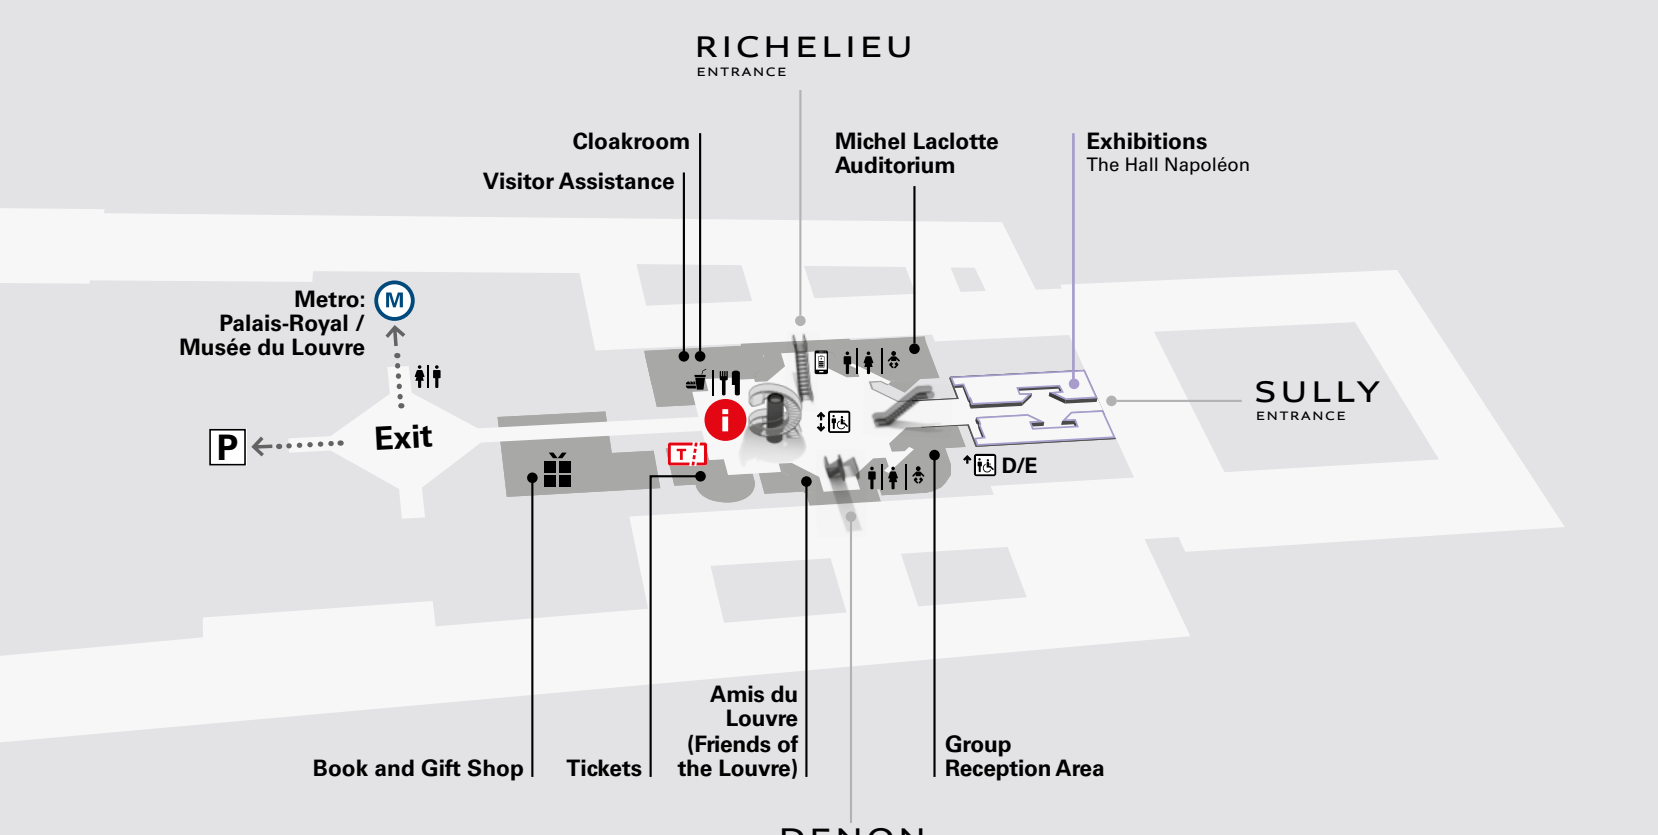 RICHELIEU
ENTRANCE
Cloakroom
Visitor Assistance
Michel Laclotte
Auditorium
Exhibitions
The Hall Napoléon
Metro:
Palais-Royal /
Musée du Louvre
M
P
Exit
i
T
SULLY
ENTRANCE
D/E
Book and Gift Shop
Tickets
Amis du
Louvre
(Friends of
the Louvre)
Group
Reception Area
DENON